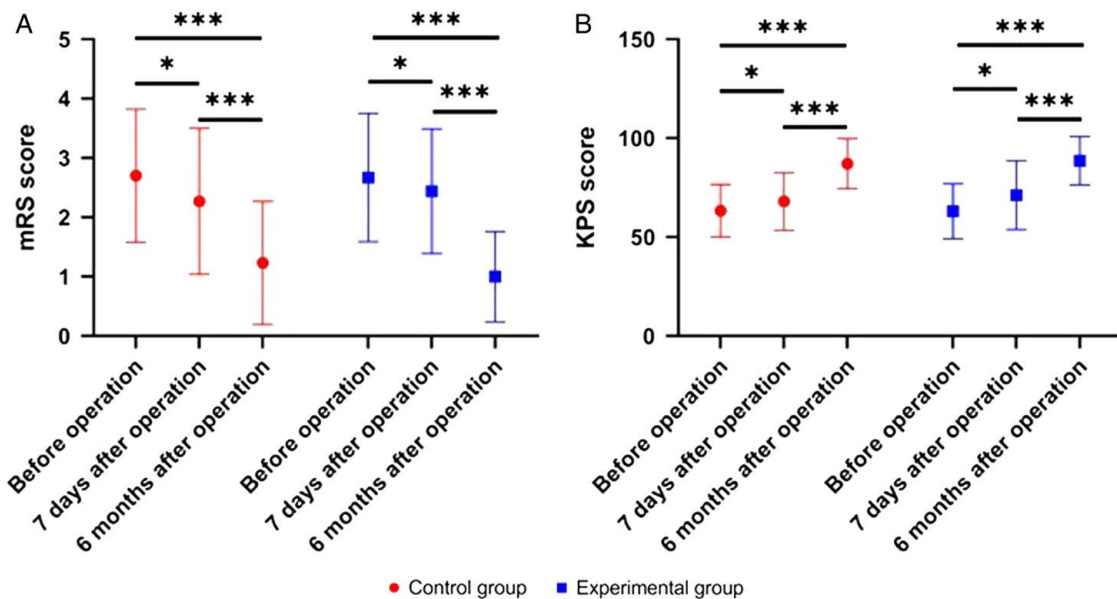 A
mRS score
5
4
3
2
1
0
***
*
***
***
*
***
Before operation
7 days after operation
6 months after operation
Before operation
7 days after operation
6 months after operation
B
KPS score
150
100
50
0
***
*
***
***
*
***
Before operation
7 days after operation
6 months after operation
Before operation
7 days after operation
6 months after operation
Control group
Experimental group